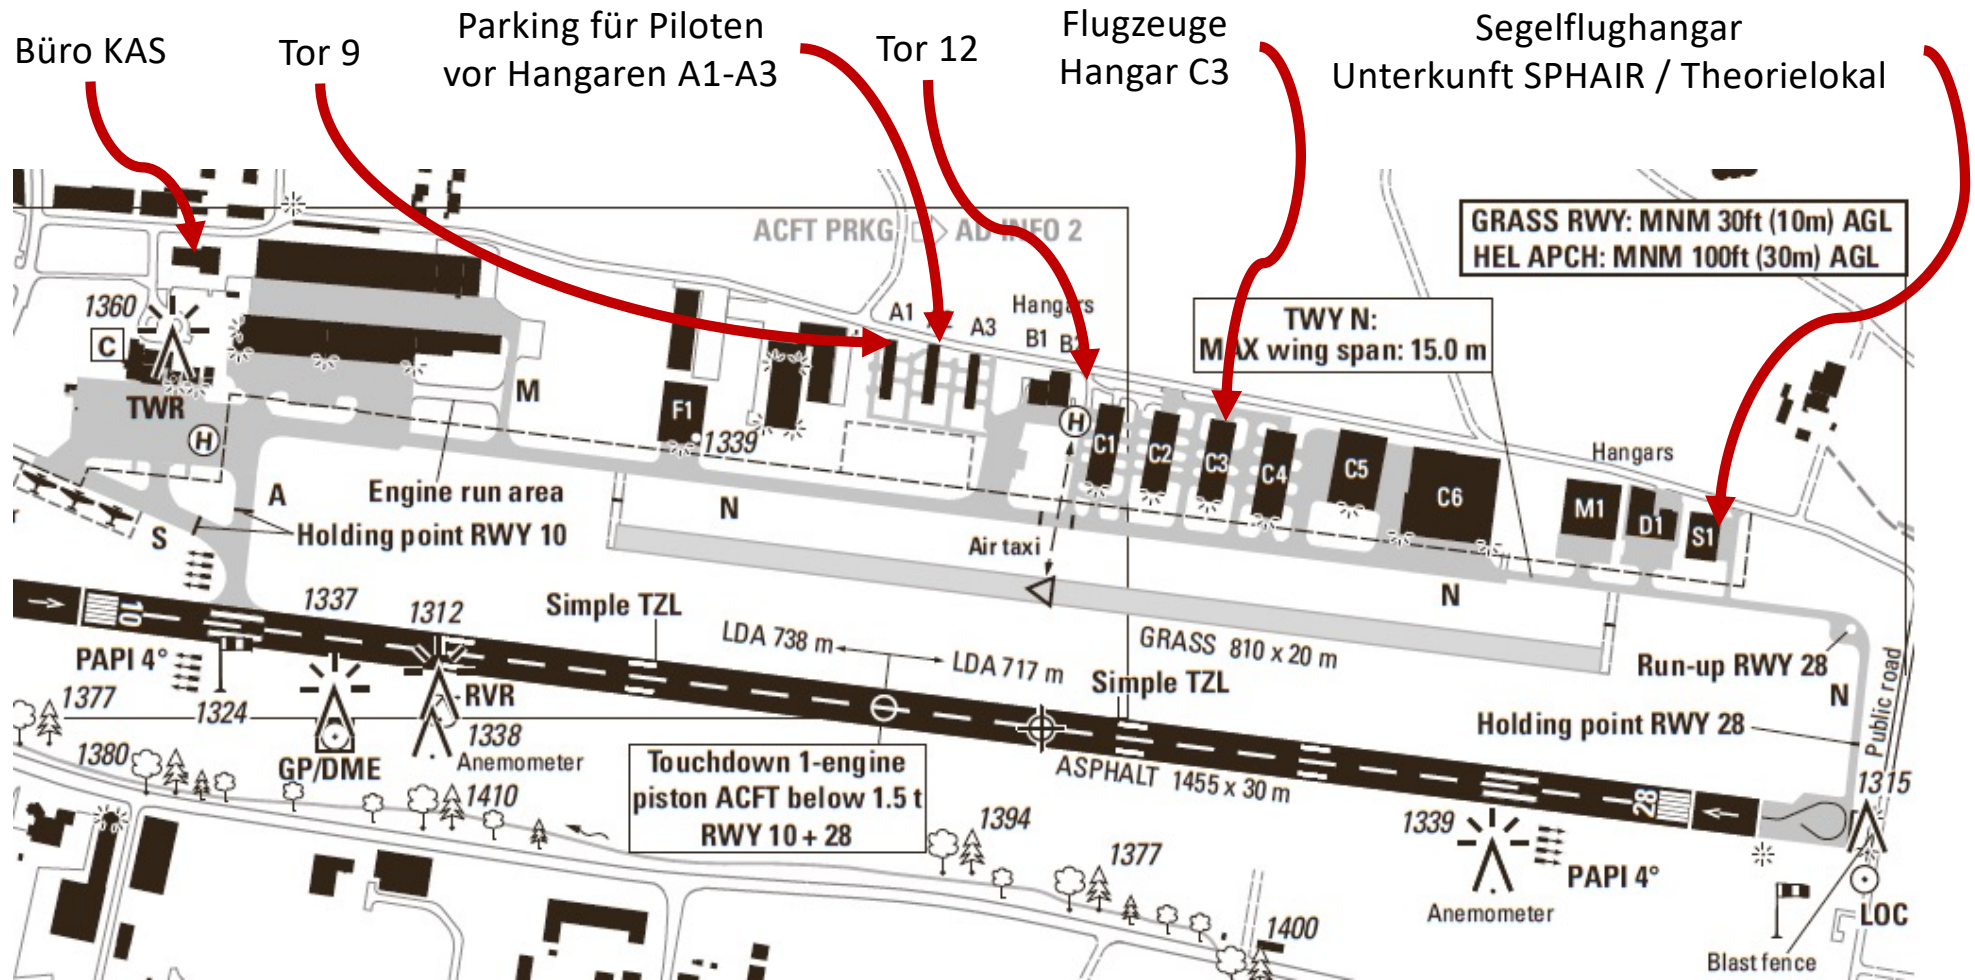 Büro KAS
Tor 9
Parking für Piloten
vor Hangaren A1-A3
Tor 12
Flugzeuge
Hangar C3
Segelflughangar
Unterkunft SPHAIR / Theorielokal
ACFT PRKG
AD INFO 2
GRASS RWY: MNM 30ft (10m) AGL
HEL APCH: MNM 100ft (30m) AGL
1360
C
TWR
H
M
F1
1339
A1
A3
Hangars
B1
H
TWY N:
MAX wing span: 15.0 m
C1
C2
C3
C4
C5
C6
Hangars
M1
D1
S1
A
S
Engine run area
Holding point RWY 10
N
Air taxi
N
10
1337
1312
Simple TZL
LDA 738 m
LDA 717 m
GRASS 810 x 20 m
Simple TZL
Run-up RWY 28
N
Holding point RWY 28
Public road
PAPI 4°
1377
1324
RVR
1338
Anemometer
1380
GP/DME
1410
Touchdown 1-engine
piston ACFT below 1.5 t
RWY 10 + 28
ASPHALT 1455 x 30 m
28
1315
1394
1377
1339
PAPI 4°
Anemometer
LOC
1400
Blast fence